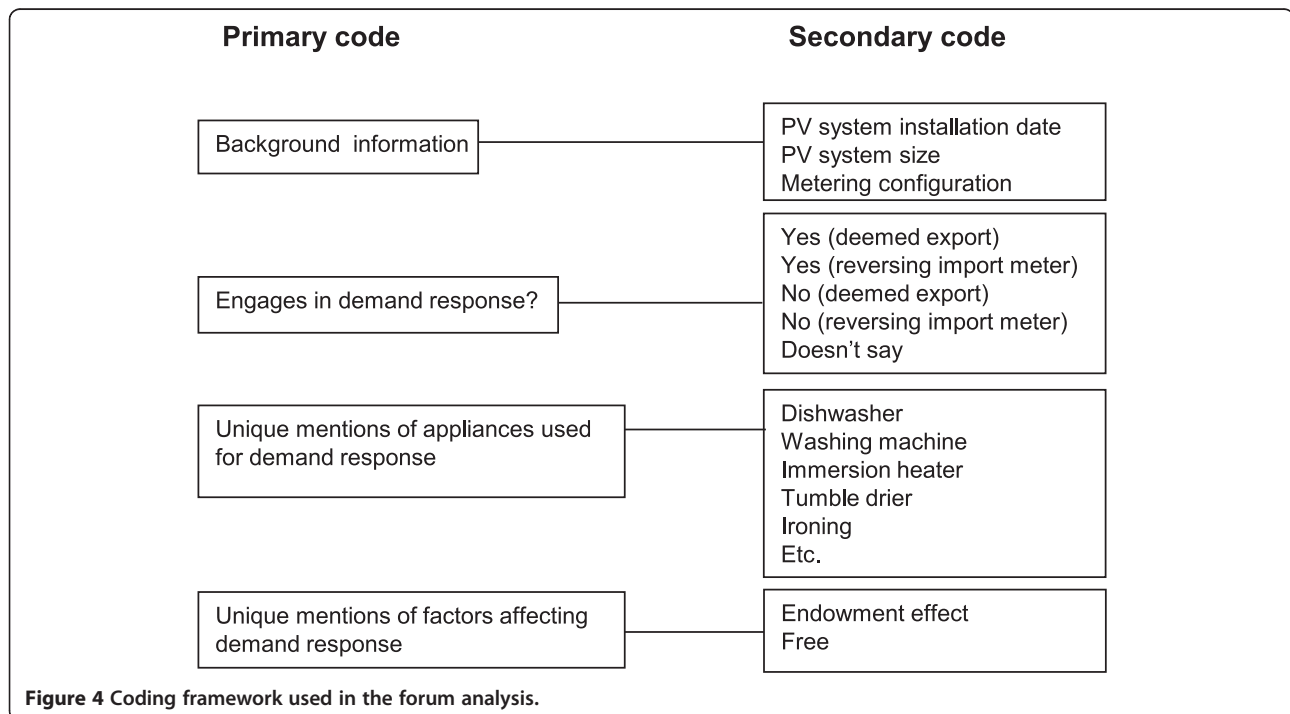 Primary code
Secondary code
Background information
PV system installation date
PV system size
Metering configuration
Engages in demand response?
Yes (deemed export)
Yes (reversing import meter)
No (deemed export)
No (reversing import meter)
Doesn't say
Unique mentions of appliances used
for demand response
Dishwasher
Washing machine
Immersion heater
Tumble drier
Ironing
Etc.
Unique mentions of factors affecting
demand response
Endowment effect
Free
Figure 4 Coding framework used in the forum analysis.